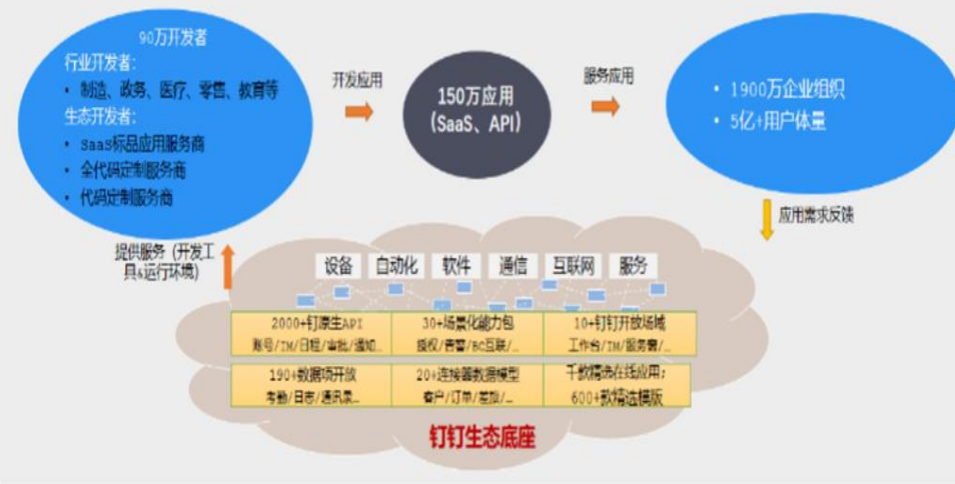 90万开发者
行业开发者：
• 制造、政务、医疗、零售、教育等
生态开发者：
• SaaS标品应用服务商
• 全代码定制服务商
• 代码定制服务商
开发应用
150万应用
（SaaS、API）
服务应用
• 1900万企业组织
• 5亿+用户体量
应用需求反馈
提供服务（开发工
具&运行环境）
设备 自动化 软件 通信 互联网 服务
2000+钉原生API
账号/IM/日程/审批/通知…
30+场景化能力包
授权/告警/BC互联/…
10+钉钉开放场域
工作台/IM/服务窗/…
190+数据项开放
考勤/日志/通讯录…
20+连接器数据模型
客户/订单/差旅/…
千款精选在线应用；
600+款精选模版
钉钉生态底座